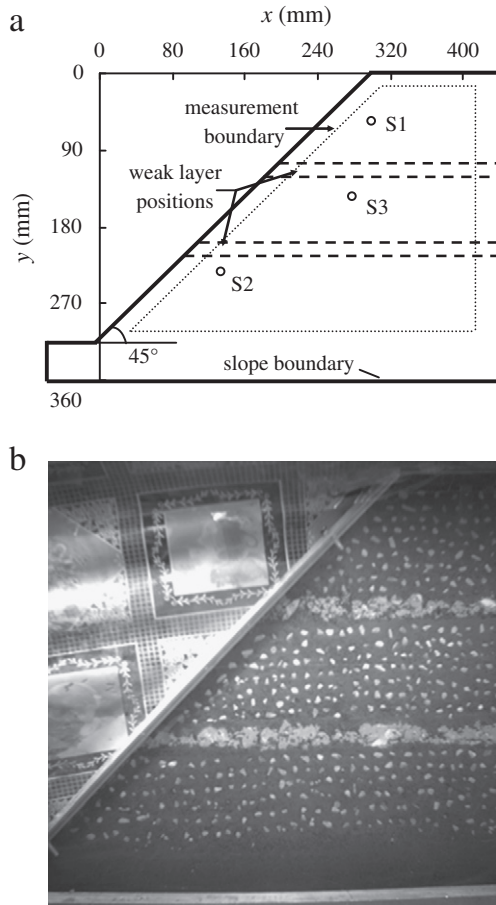 a
x (mm)
0 80 160 240 320 400
0
90
180
270
360
y (mm)
measurement
boundary
weak layer
positions
S1
S3
S2
45°
slope boundary
b